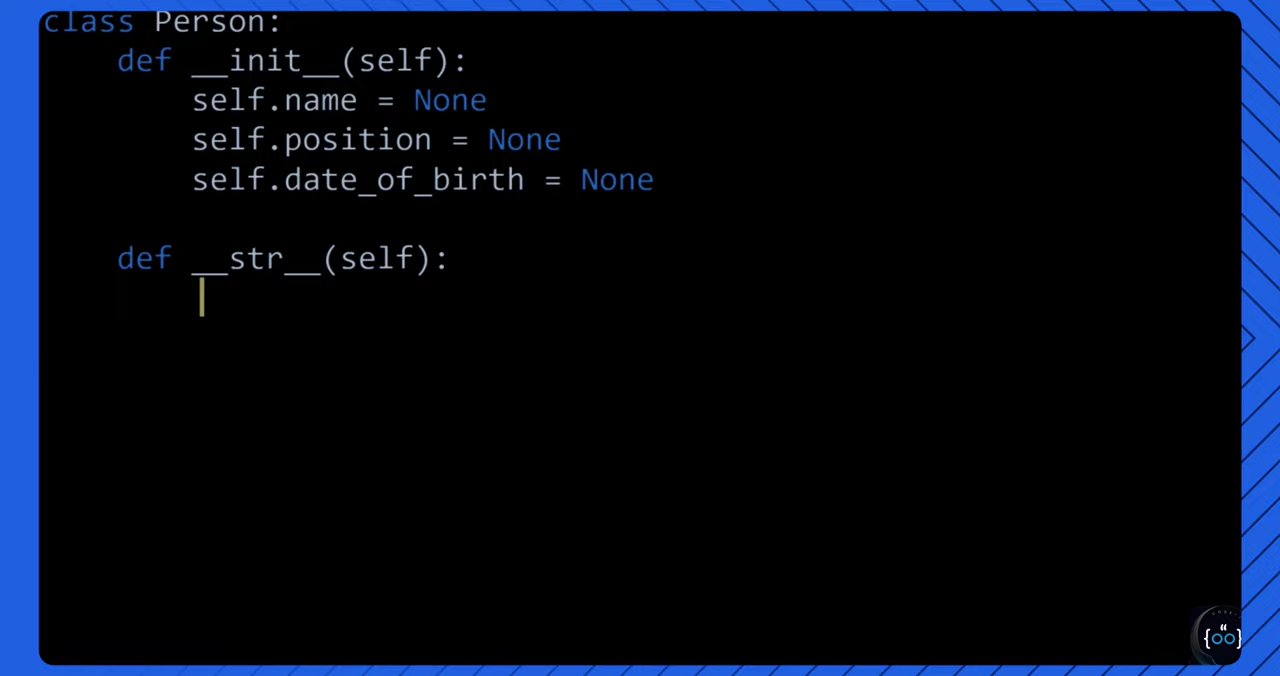 class Person:
    def __init__(self):
        self.name = None
        self.position = None
        self.date_of_birth = None

    def __str__(self):